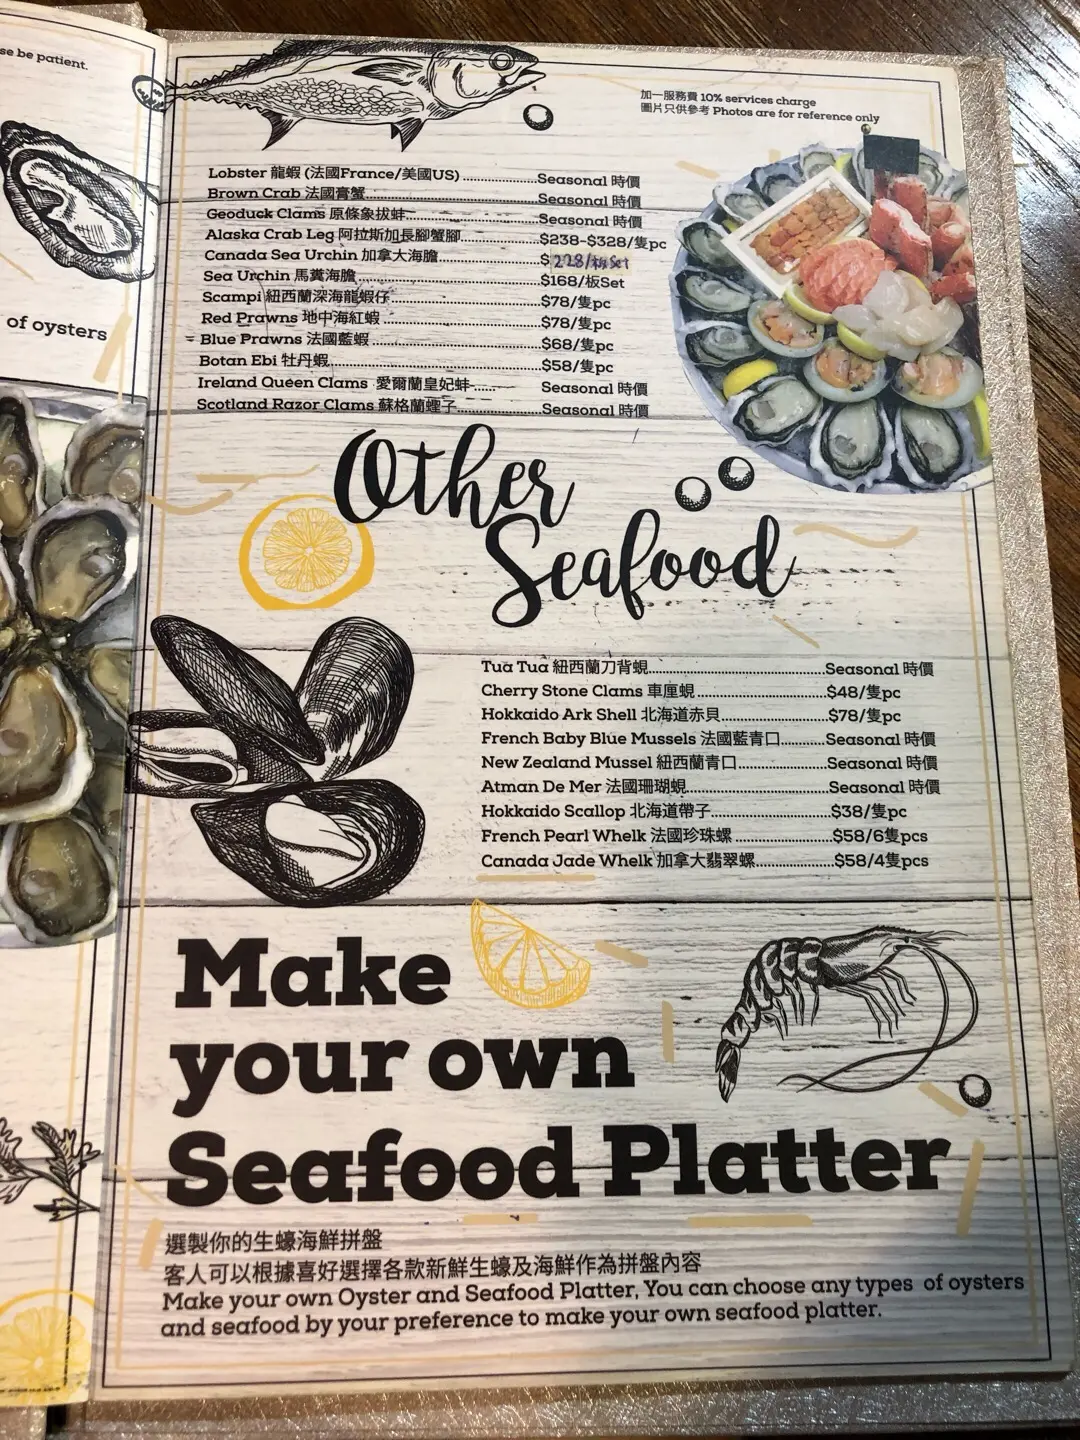 se be patient.
of oysters
加一服務費 10% services charge
圖片只供參考 Photos are for reference only
Lobster 龍蝦 (法國France/美國US) ..................Seasonal 時價
Brown Crab 法國膏蟹..........................................Seasonal 時價
Geoduck Clams 原條象拔蚌................................Seasonal 時價
Alaska Crab Leg 阿拉斯加長腳蟹腳...................$238-$328/隻pc
Canada Sea Urchin 加拿大海膽........................$228/板Set
Sea Urchin 馬糞海膽............................................$168/板Set
Scampi 紐西蘭深海龍蝦仔...................................$78/隻pc
Red Prawns 地中海紅蝦.......................................$78/隻pc
Blue Prawns 法國藍蝦..........................................$68/隻pc
Botan Ebi 牡丹蝦....................................................$58/隻pc
Ireland Queen Clams 愛爾蘭皇妃蚌......... Seasonal 時價
Scotland Razor Clams 蘇格蘭蟶子.....................Seasonal 時價
Other
Seafood
Tua Tua 紐西蘭刀背蜆...........................................Seasonal 時價
Cherry Stone Clams 車厘蜆................................$48/隻pc
Hokkaido Ark Shell 北海道赤貝..........................$78/隻pc
French Baby Blue Mussels 法國藍青口...........Seasonal 時價
New Zealand Mussel 紐西蘭青口......................Seasonal 時價
Atman De Mer 法國珊瑚蜆...................................Seasonal 時價
Hokkaido Scallop 北海道帶子.............................$38/隻pc
French Pearl Whelk 法國珍珠螺 ........................$58/6隻pcs
Canada Jade Whelk 加拿大翡翠螺...................$58/4隻pcs
Make
your own
Seafood Platter
選製你的生蠔海鮮拼盤
客人可以根據喜好選擇各款新鮮生蠔及海鮮作為拼盤內容
Make your own Oyster and Seafood Platter, You can choose any types of oysters
and seafood by your preference to make your own seafood platter.